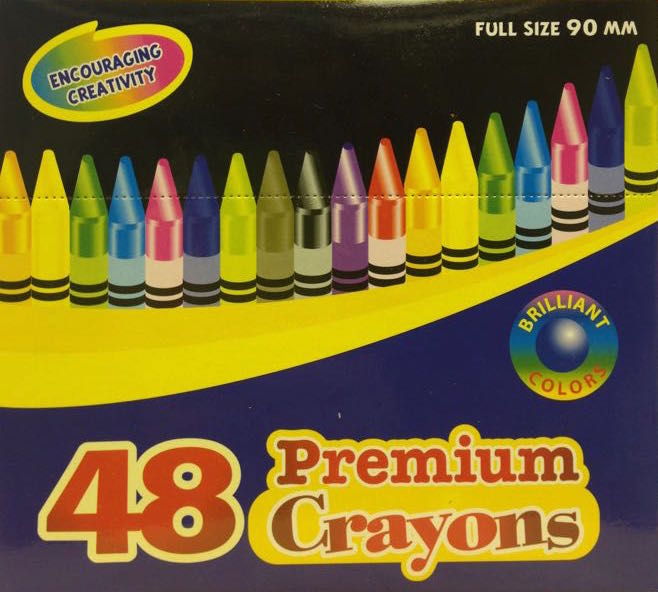 ENCOURAGING
CREATIVITY
FULL SIZE 90 MM
BRILLIANT
COLORS
48
Premium
Crayons